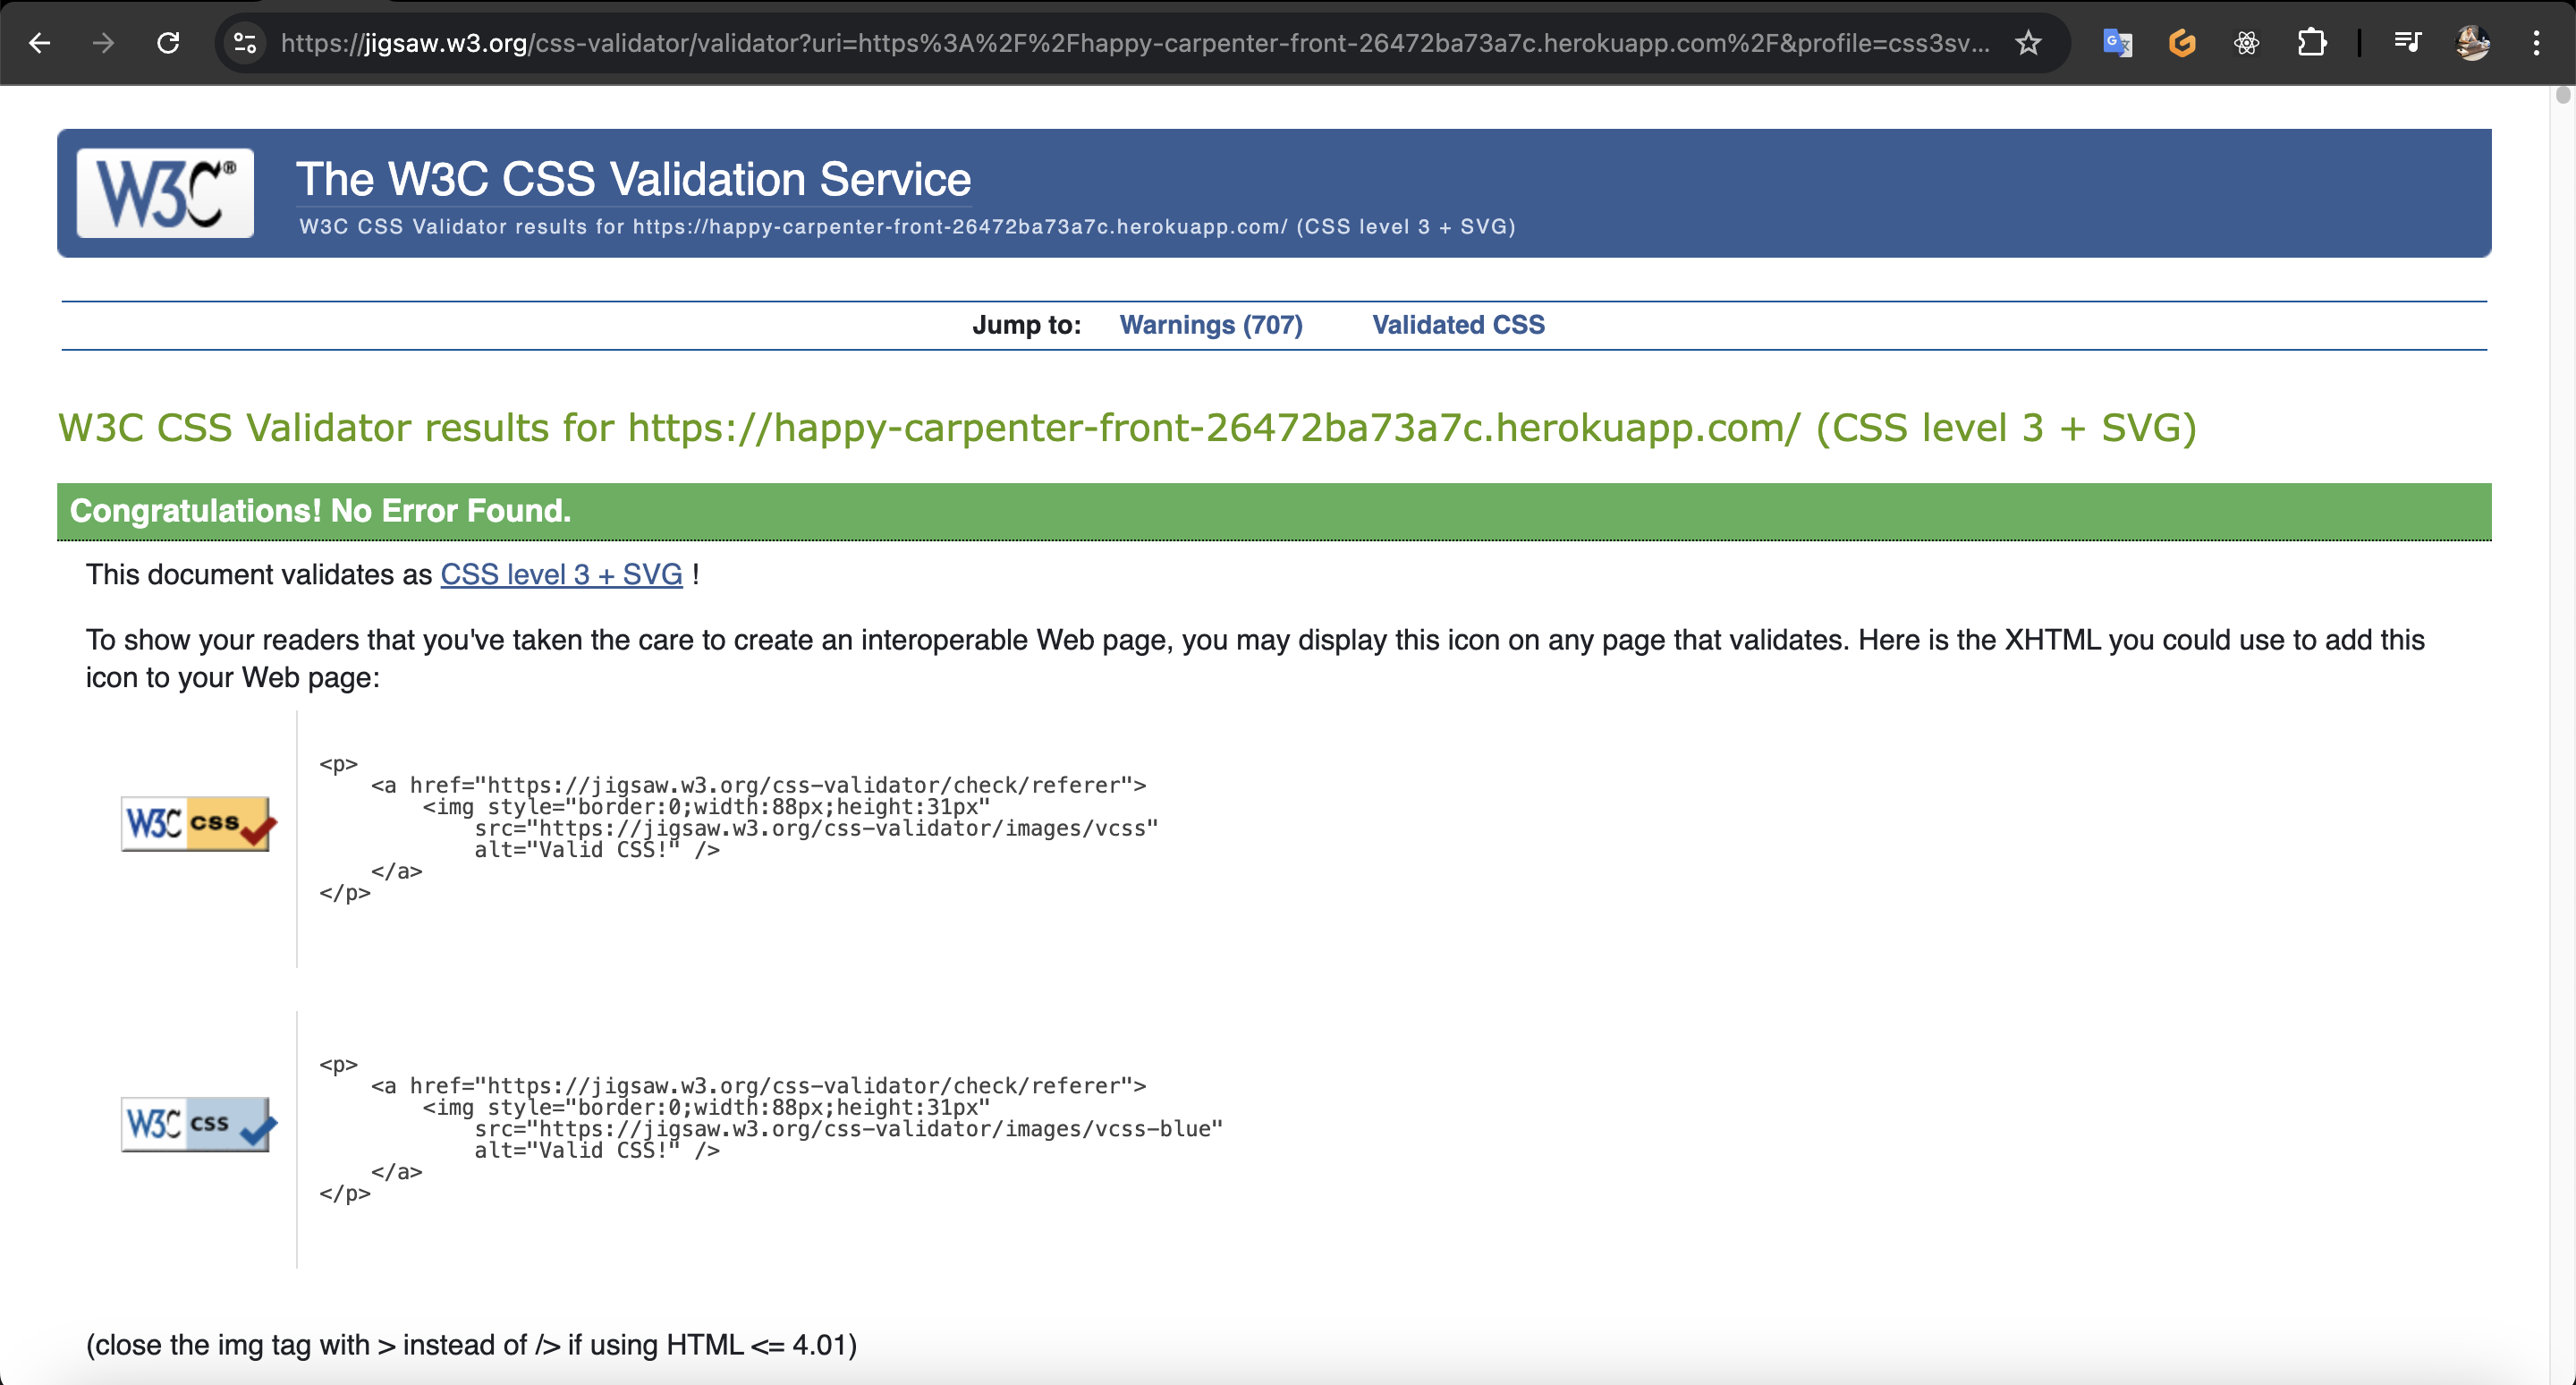 https://jigsaw.w3.org/css-validator/validator?uri=https%3A%2F%2Fhappy-carpenter-front-26472ba73a7c.herokuapp.com%2F&profile=css3sv...
W3C®
The W3C CSS Validation Service
W3C CSS Validator results for https://happy-carpenter-front-26472ba73a7c.herokuapp.com/ (CSS level 3 + SVG)
Jump to: Warnings (707) Validated CSS
W3C CSS Validator results for https://happy-carpenter-front-26472ba73a7c.herokuapp.com/ (CSS level 3 + SVG)
Congratulations! No Error Found.
This document validates as CSS level 3 + SVG !
To show your readers that you've taken the care to create an interoperable Web page, you may display this icon on any page that validates. Here is the XHTML you could use to add this
icon to your Web page:
W3C css
<p>
<a href="https://jigsaw.w3.org/css-validator/check/referer">
<img style="border:0;width:88px;height:31px"
src="https://jigsaw.w3.org/css-validator/images/vcss"
alt="Valid CSS!" />
</a>
</p>
W3C css
<p>
<a href="https://jigsaw.w3.org/css-validator/check/referer">
<img style="border:0;width:88px;height:31px"
src="https://jigsaw.w3.org/css-validator/images/vcss-blue"
alt="Valid CSS!" />
</a>
</p>
(close the img tag with > instead of /> if using HTML <= 4.01)